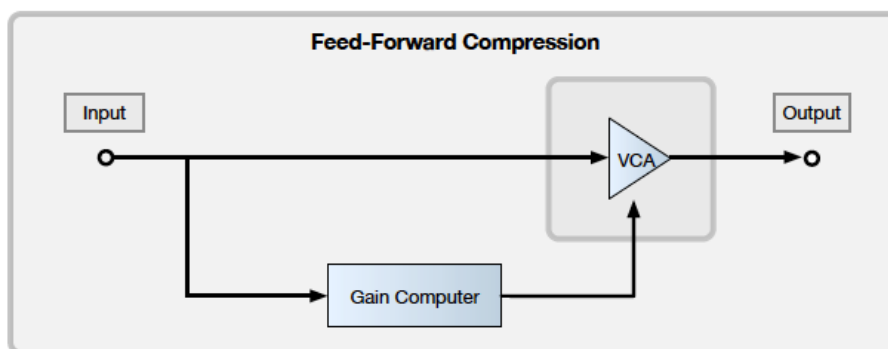 Feed-Forward Compression
Input
Output
VCA
Gain Computer